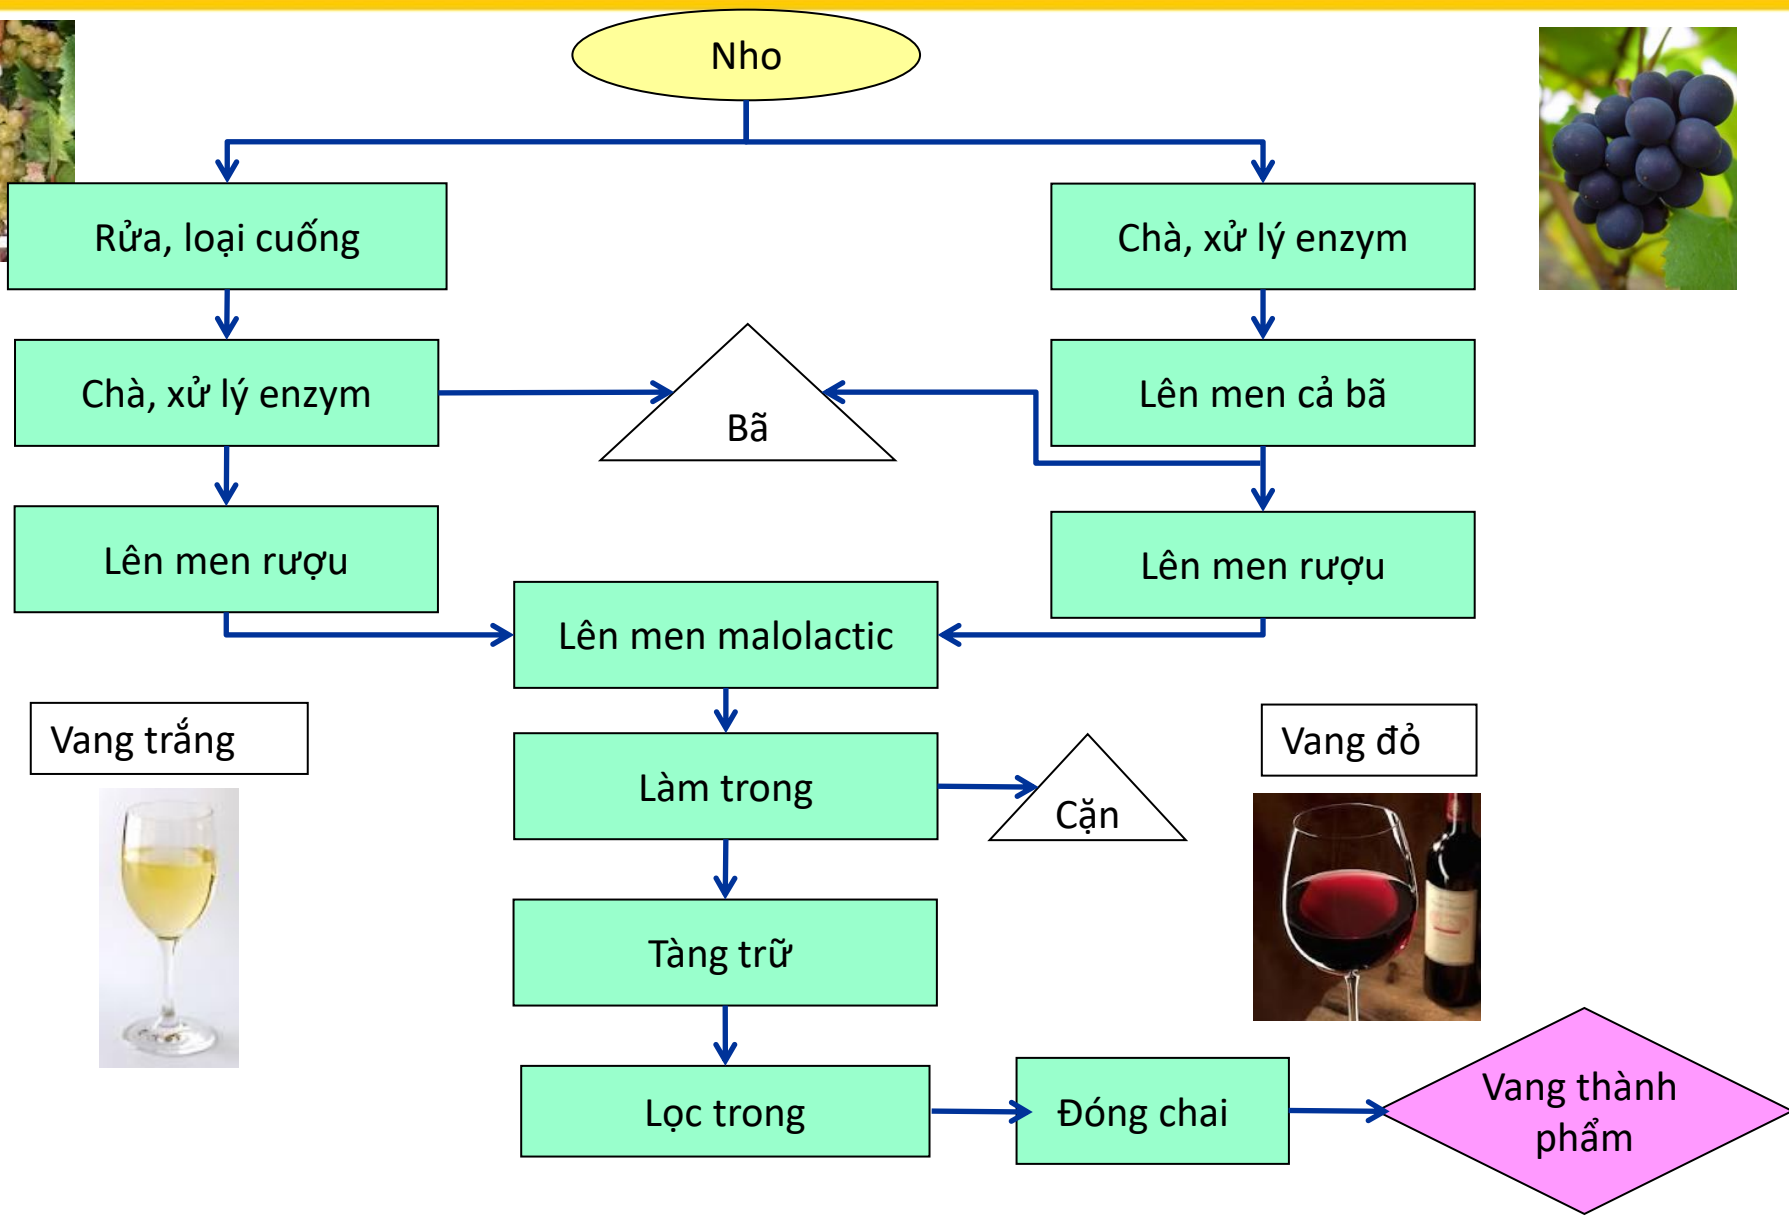 Nho
Rửa, loại cuống
Chà, xử lý enzym
Chà, xử lý enzym
Bã
Lên men cả bã
Lên men rượu
Lên men rượu
Lên men malolactic
Vang trắng
Vang đỏ
Làm trong
Cặn
Tàng trữ
Lọc trong
Đóng chai
Vang thành
phẩm